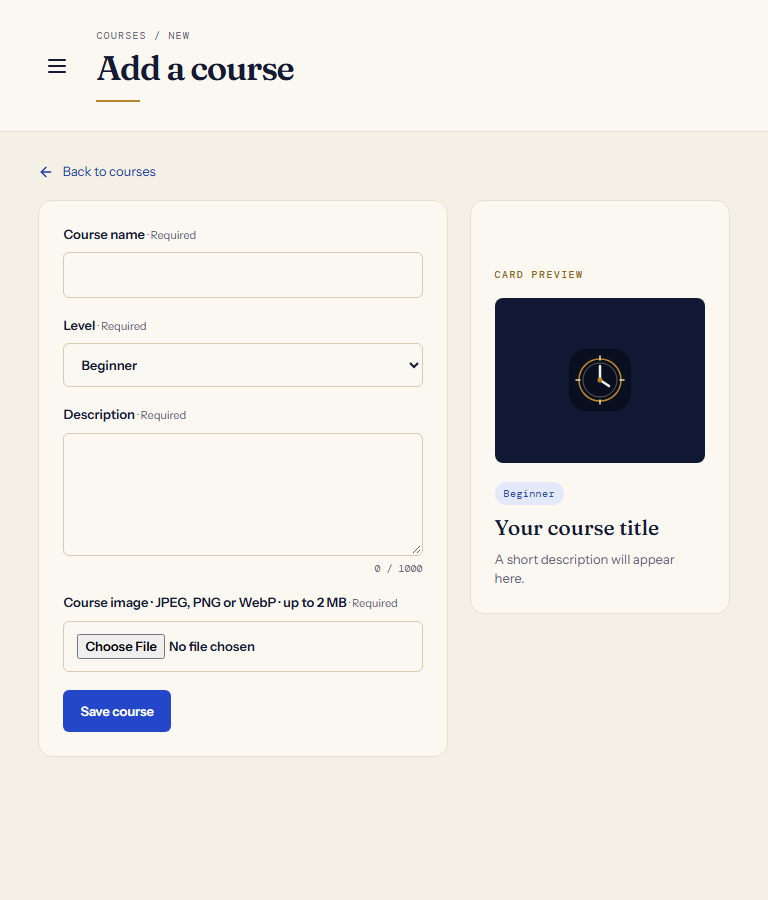 COURSES / NEW
Add a course
Back to courses
Course name · Required
Level · Required
Beginner
Description · Required
0 / 1000
Course image · JPEG, PNG or WebP · up to 2 MB · Required
Choose File No file chosen
Save course
CARD PREVIEW
Beginner
Your course title
A short description will appear
here.